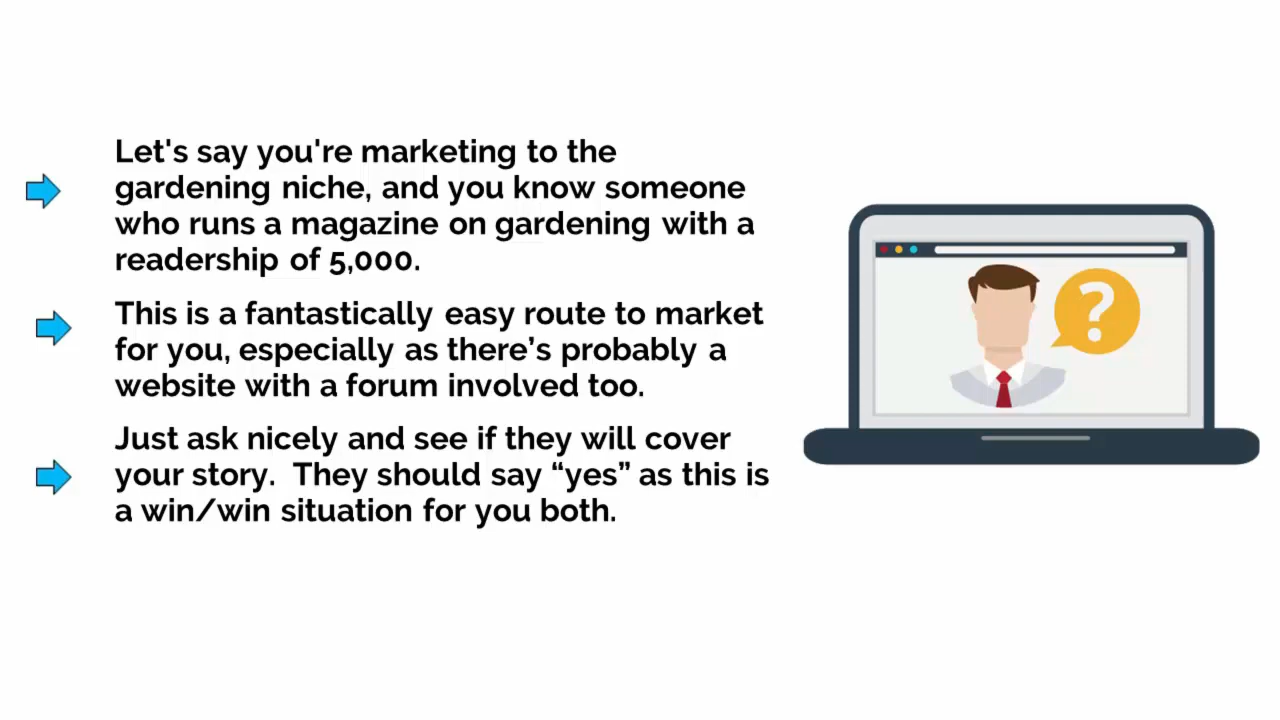 Let's say you're marketing to the
gardening niche, and you know someone
who runs a magazine on gardening with a
readership of 5,000.
This is a fantastically easy route to market
for you, especially as there’s probably a
website with a forum involved too.
Just ask nicely and see if they will cover
your story.  They should say “yes” as this is
a win/win situation for you both.
?